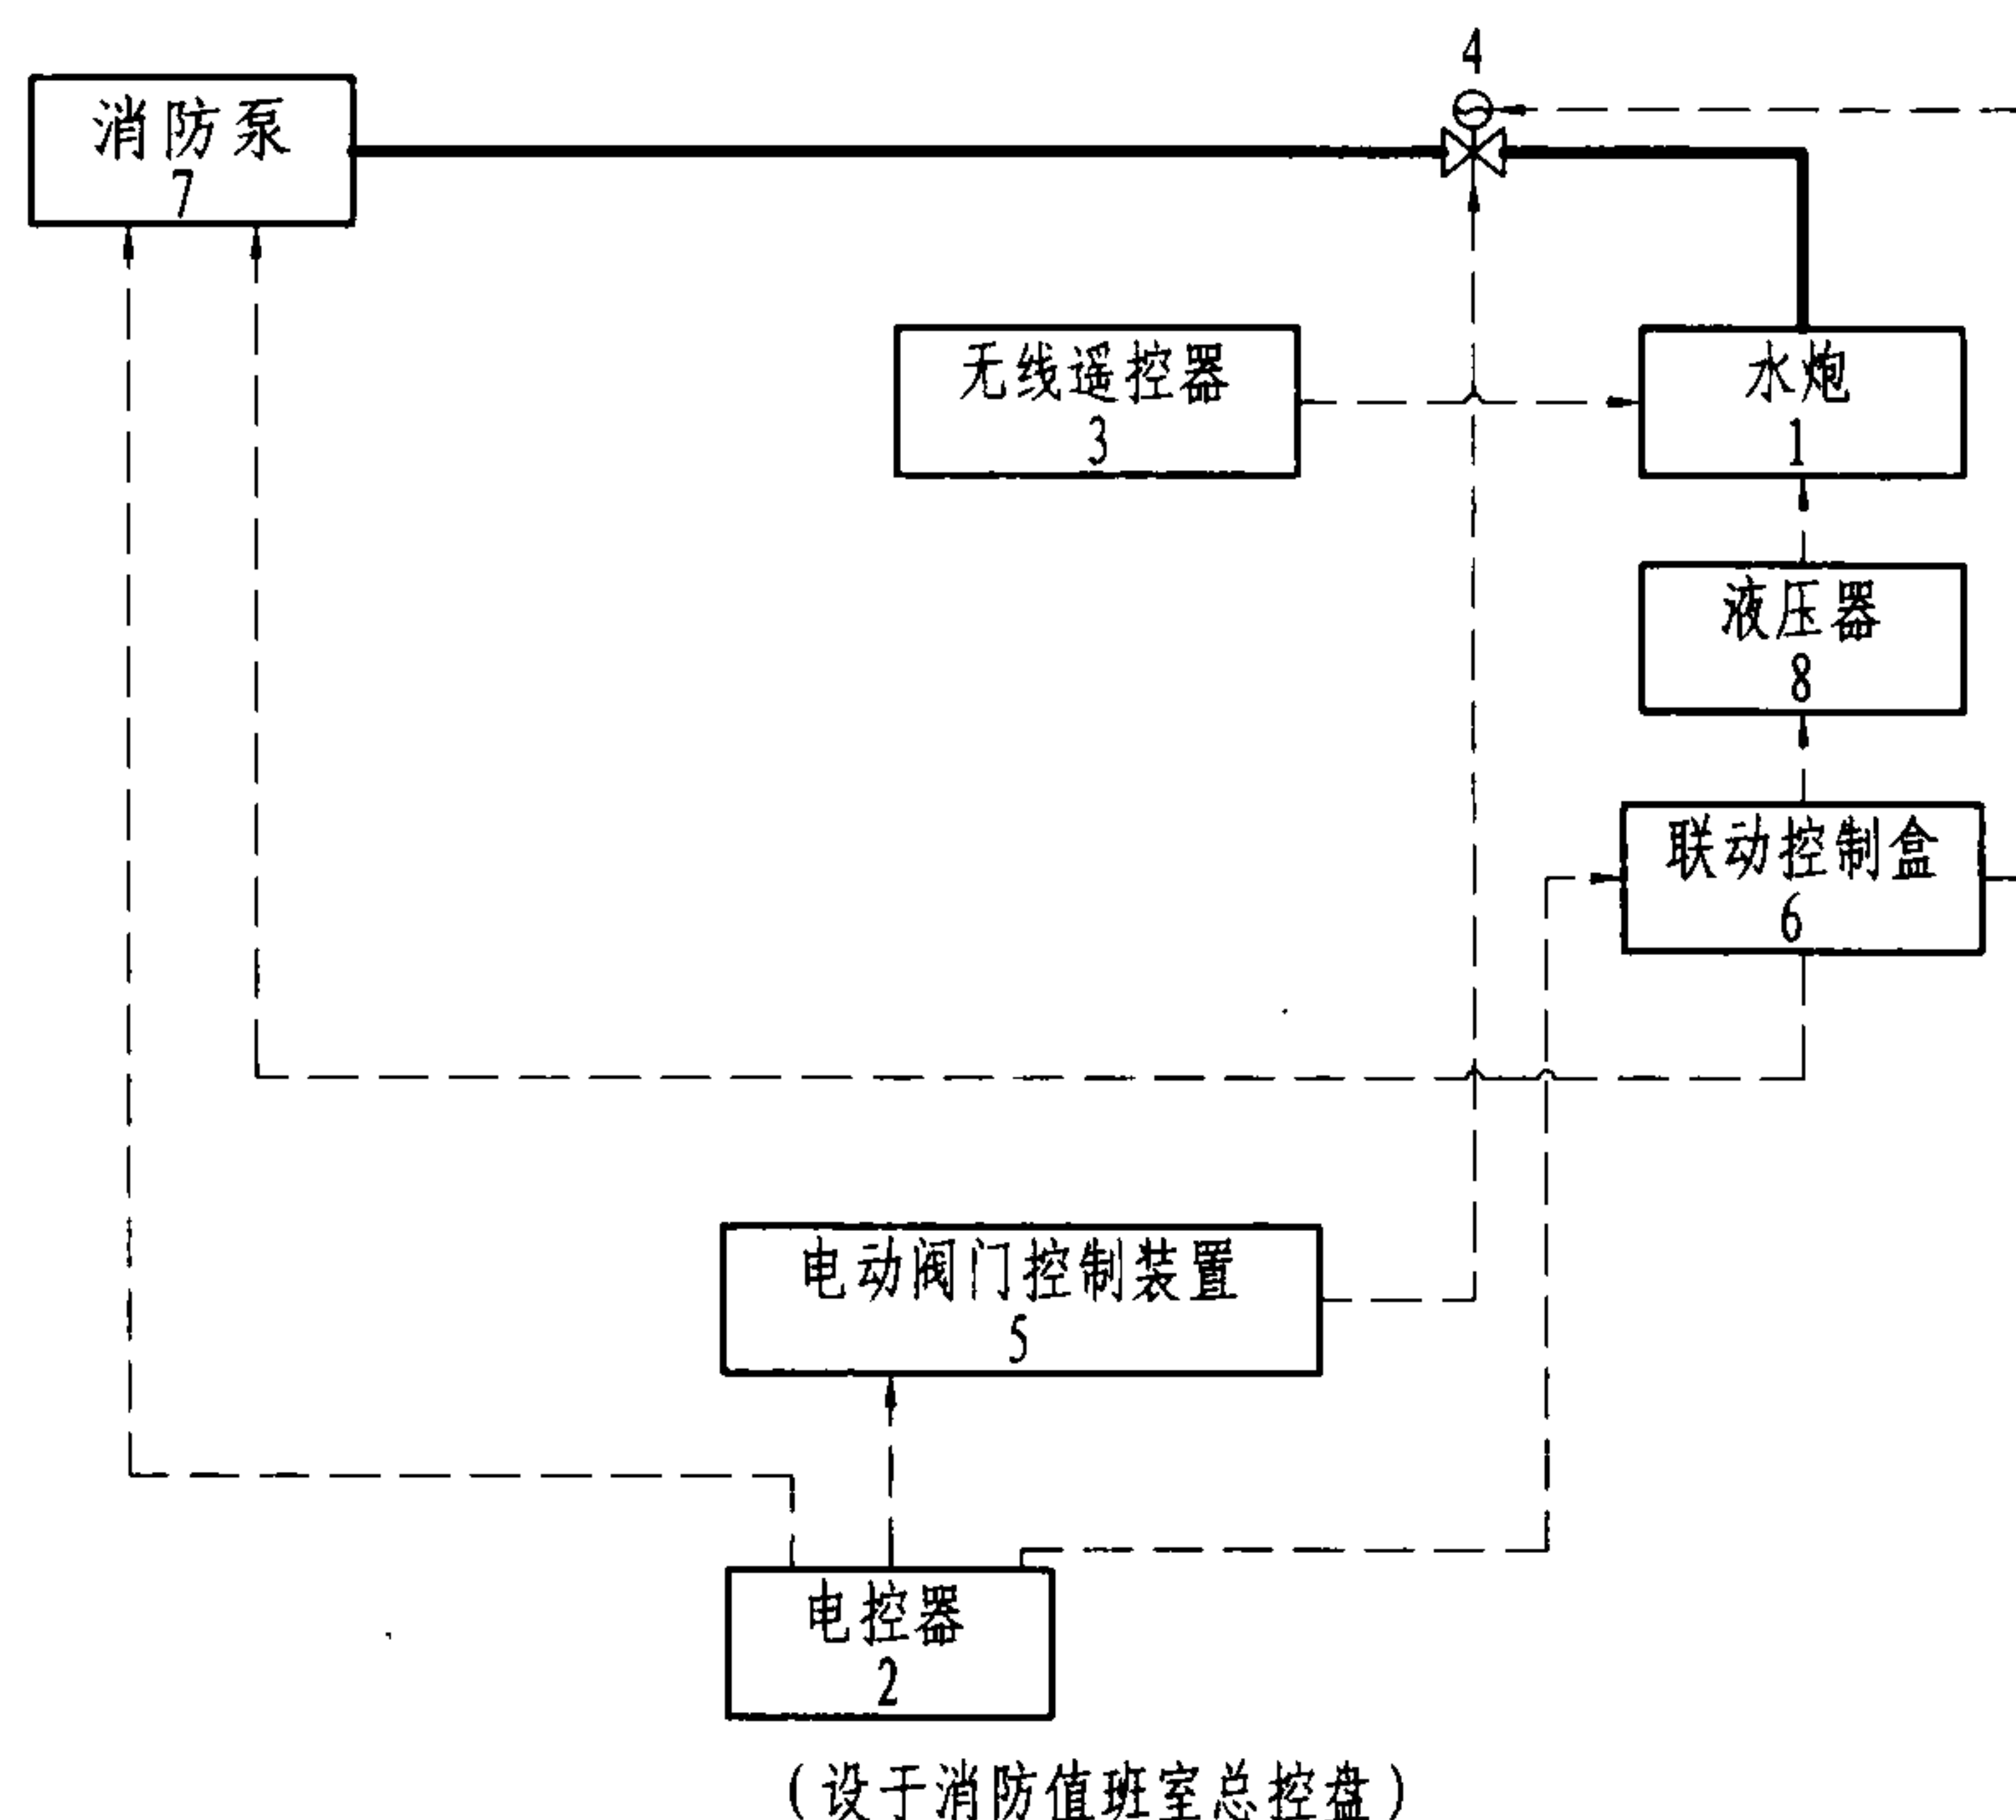 4
消防泵
7
无线遥控器
3
水炮
1
液压器
8
联动控制盒
6
电动阀门控制装置
5
电控器
2
(设于消防值班室总控盘)